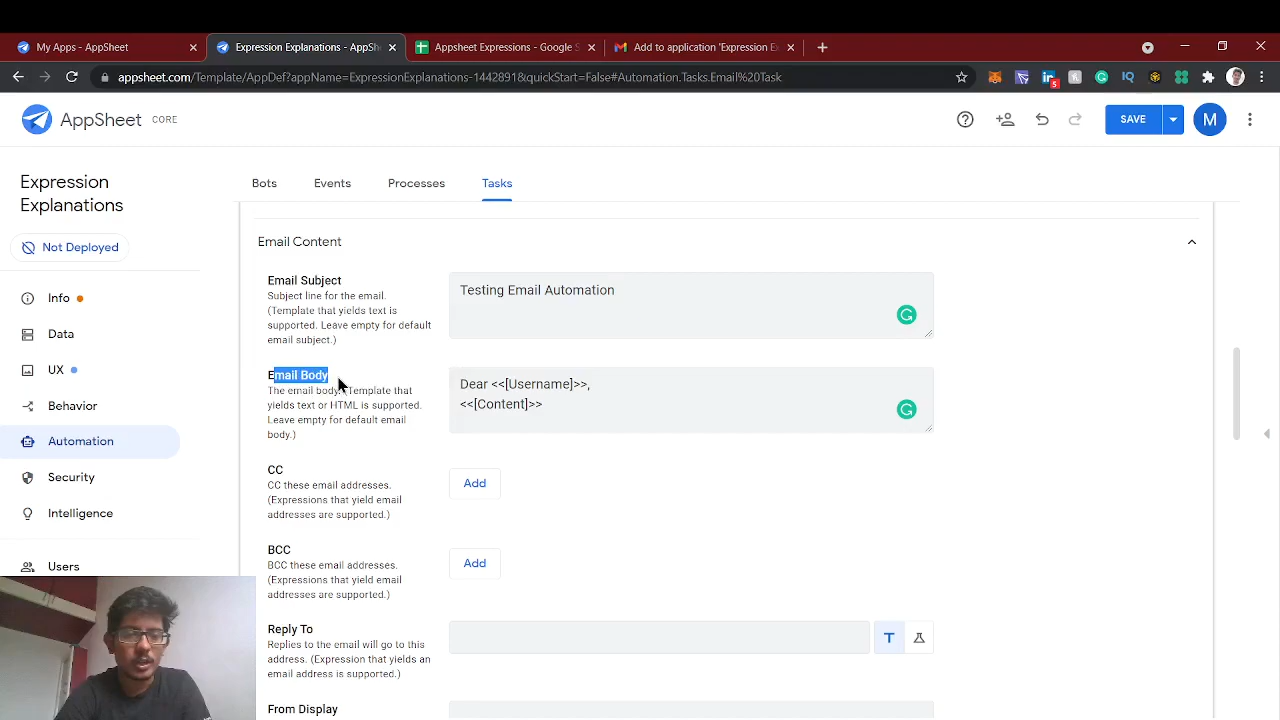 My Apps - AppSheet
Expression Explanations - AppSh
Appsheet Expressions - Google S
Add to application 'Expression E
appsheet.com/Template/AppDef?appName=ExpressionExplanations-1442891&quickStart=False#Automation.Tasks.Email%20Task
5
AppSheet CORE
SAVE
M
Expression
Explanations
Not Deployed
Info
Data
UX
Behavior
Automation
Security
Intelligence
Users
Bots
Events
Processes
Tasks
Email Content
Email Subject
Subject line for the email.
(Template that yields text is
supported. Leave empty for default
email subject.)
Testing Email Automation
Email Body
The email body. Template that
yields text or HTML is supported.
Leave empty for default email
body.)
Dear <<[Username]>>,
<<[Content]>>
CC
CC these email addresses.
(Expressions that yield email
addresses are supported.)
Add
BCC
BCC these email addresses.
(Expressions that yield email
addresses are supported.)
Add
Reply To
Replies to the email will go to this
address. (Expression that yields an
email address is supported.)
T
From Display